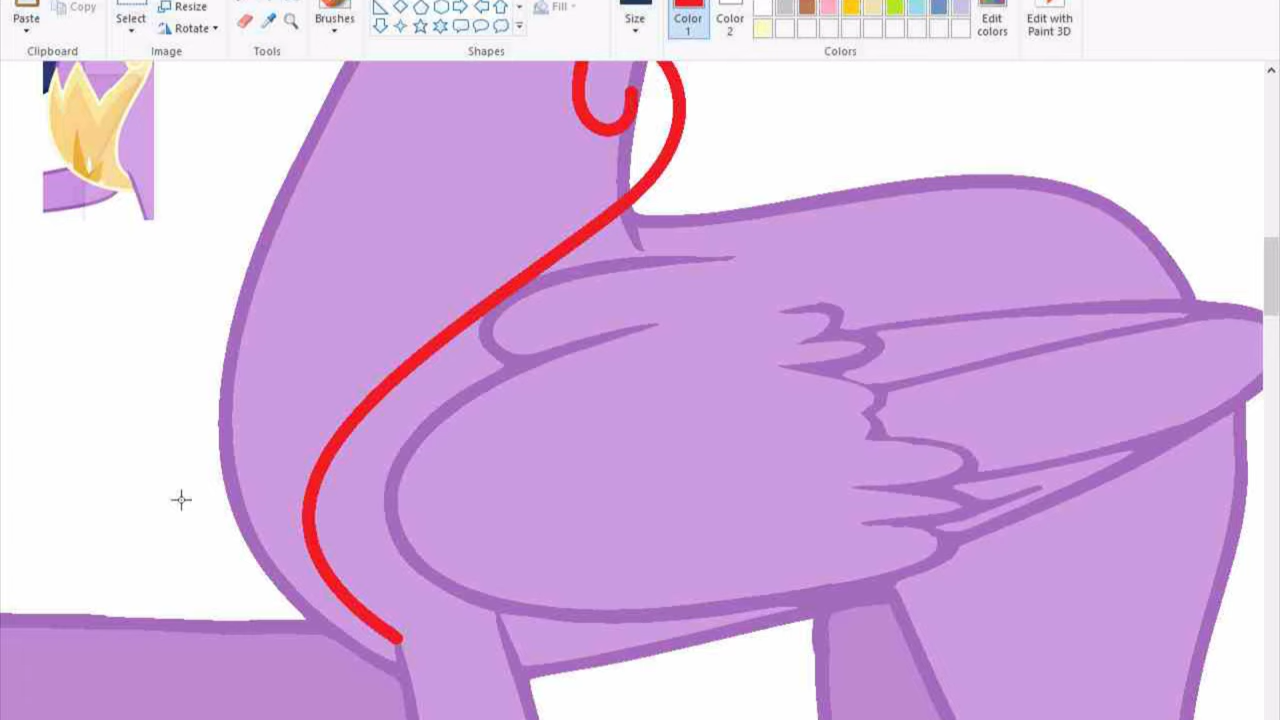 Paste
Copy
Clipboard
Select
Resize
Rotate
Image
Tools
Brushes
Shapes
Fill
Size
Color 1
Color 2
Colors
Edit colors
Edit with Paint 3D